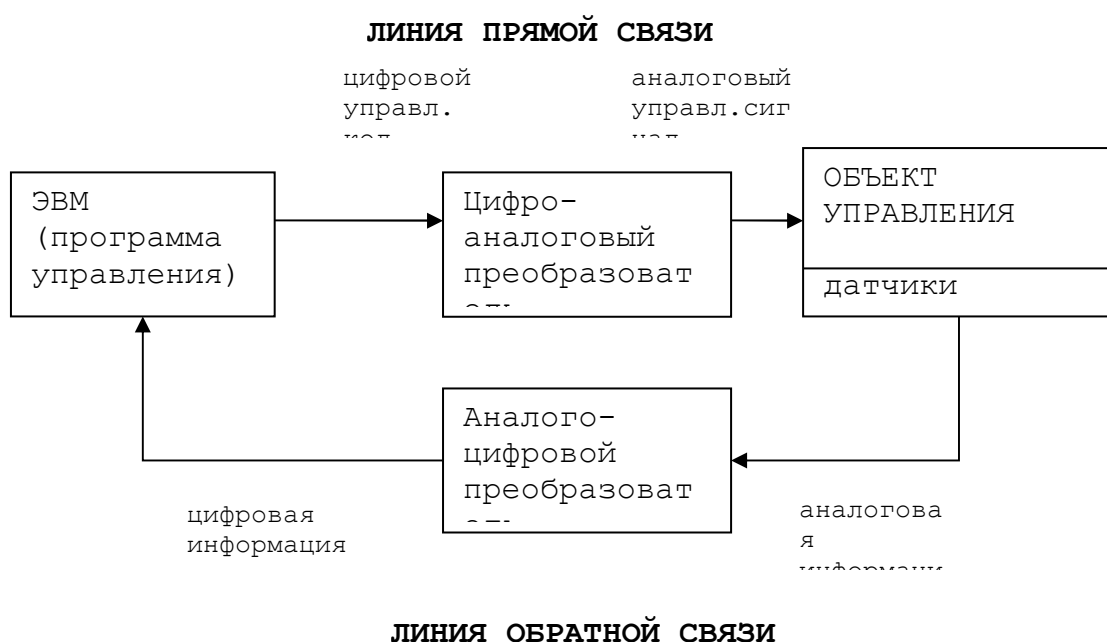 ЛИНИЯ ПРЯМОЙ СВЯЗИ
цифровой
управл.
аналоговый
управл.сиг
ЭВМ
(программа
управления)
Цифро-
аналоговый
преобразоват
ОБЪЕКТ
УПРАВЛЕНИЯ
датчики
Аналого-
цифровой
преобразоват
цифровая
информация
аналогова
я
информаци
ЛИНИЯ ОБРАТНОЙ СВЯЗИ